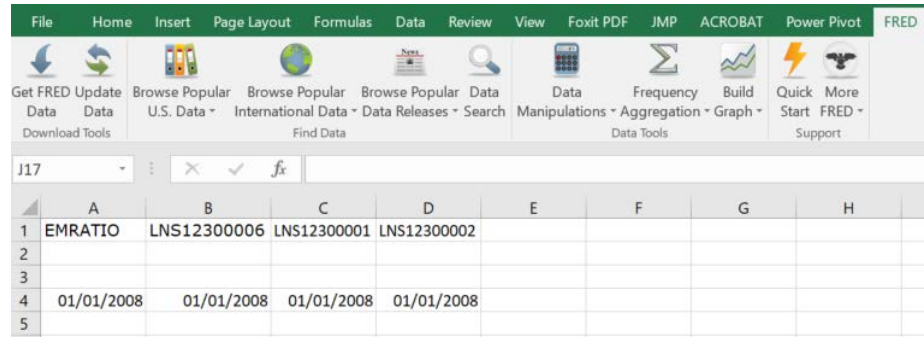 File Home Insert Page Layout Formulas Data Review View Foxit PDF JMP ACROBAT Power Pivot FRED
News
Get FRED Update Browse Popular Browse Popular Browse Popular Data Data Frequency Build Quick More
Data Data U.S. Data International Data Data Releases Search Manipulations Aggregation Graph Start FRED
Download Tools Find Data Data Tools Support
J17 fx
A B C D E F G H
1 EMRATIO LNS12300006 LNS12300001 LNS12300002
2
3
4 01/01/2008 01/01/2008 01/01/2008 01/01/2008
5